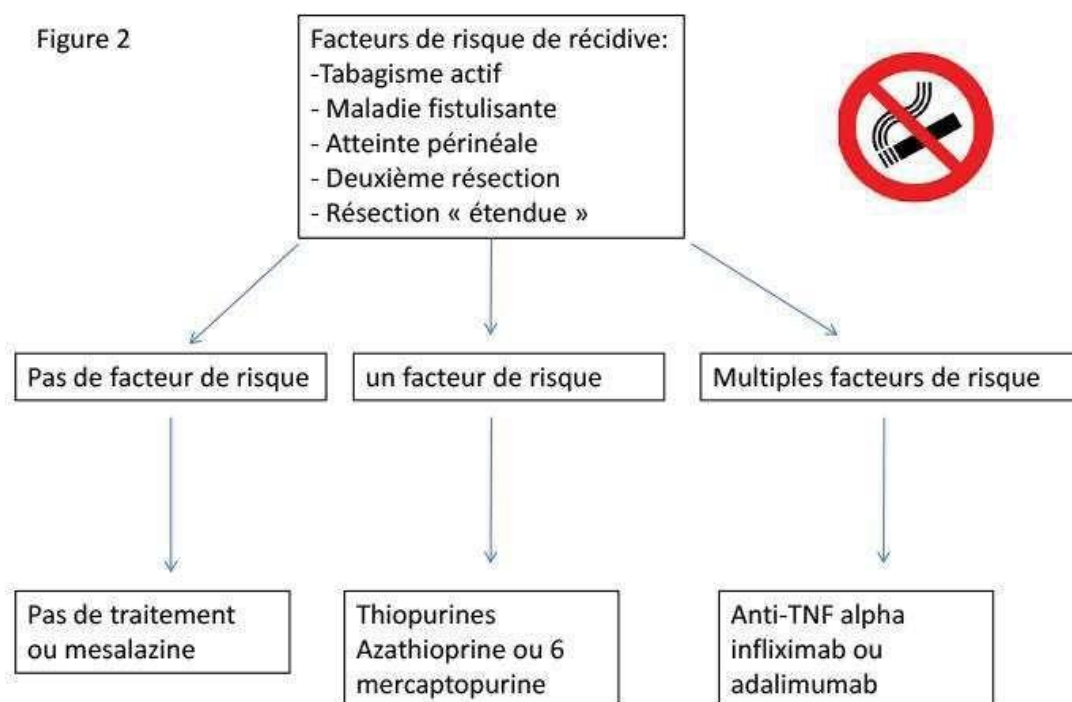 Figure 2
Facteurs de risque de récidive:
-Tabagisme actif
- Maladie fistulisante
- Atteinte périnéale
- Deuxième résection
- Résection « étendue »
Pas de facteur de risque
un facteur de risque
Multiples facteurs de risque
Pas de traitement
ou mesalazine
Thiopurines
Azathioprine ou 6
mercaptopurine
Anti-TNF alpha
infliximab ou
adalimumab